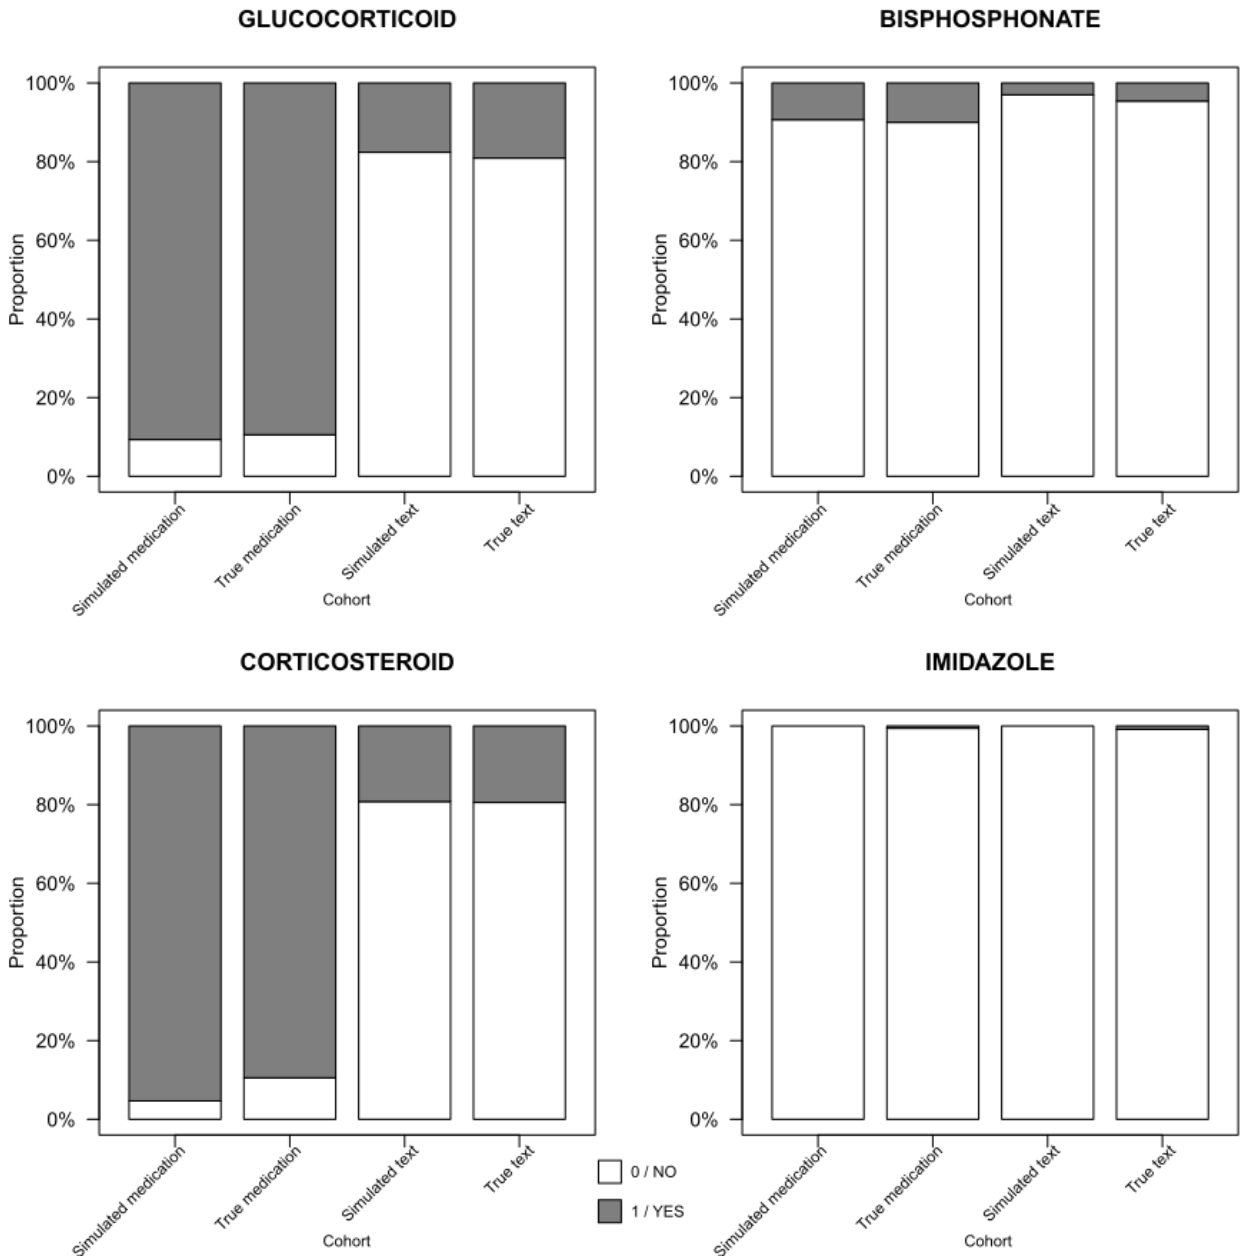 GLUCOCORTICOID
100%
80%
60%
40%
20%
0%
Proportion
Simulated medication
True medication
Simulated text
True text
Cohort
BISPHOSPHONATE
100%
80%
60%
40%
20%
0%
Proportion
Simulated medication
True medication
Simulated text
True text
Cohort
CORTICOSTEROID
100%
80%
60%
40%
20%
0%
Proportion
Simulated medication
True medication
Simulated text
True text
Cohort
0 / NO
1 / YES
IMIDAZOLE
100%
80%
60%
40%
20%
0%
Proportion
Simulated medication
True medication
Simulated text
True text
Cohort